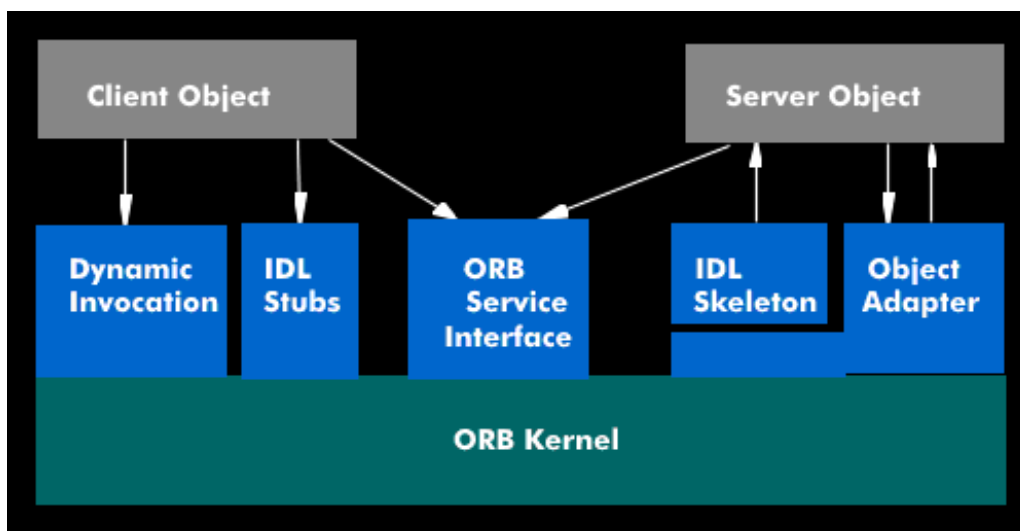 Client Object
Server Object
Dynamic
Invocation
IDL
Stubs
ORB
Service
Interface
IDL
Skeleton
Object
Adapter
ORB Kernel